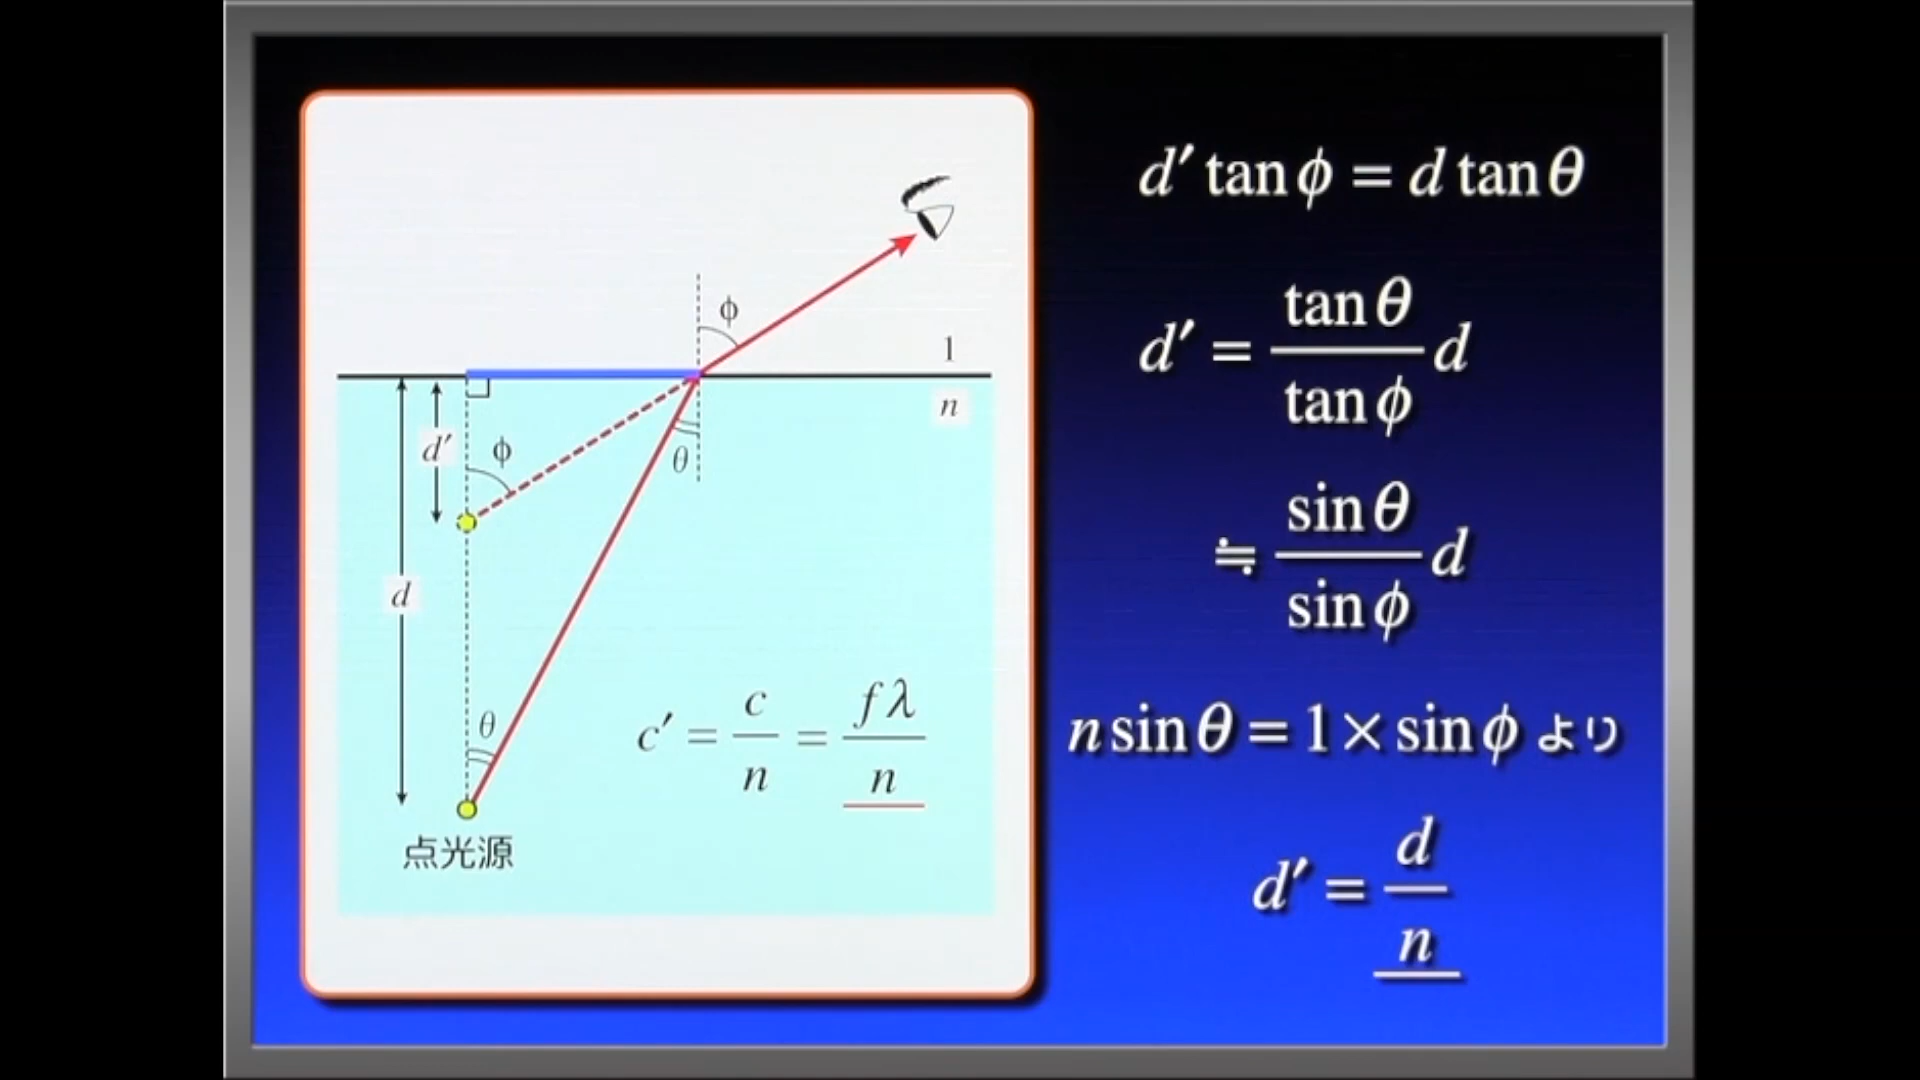 φ
1
n
d′
φ
θ
d
θ
c′ = c/n = fλ/n
点光源
d′ tanφ = d tanθ
d′ = tanθ/tanφ d
≒ sinθ/sinφ d
n sinθ = 1 × sinφ より
d′ = d/n